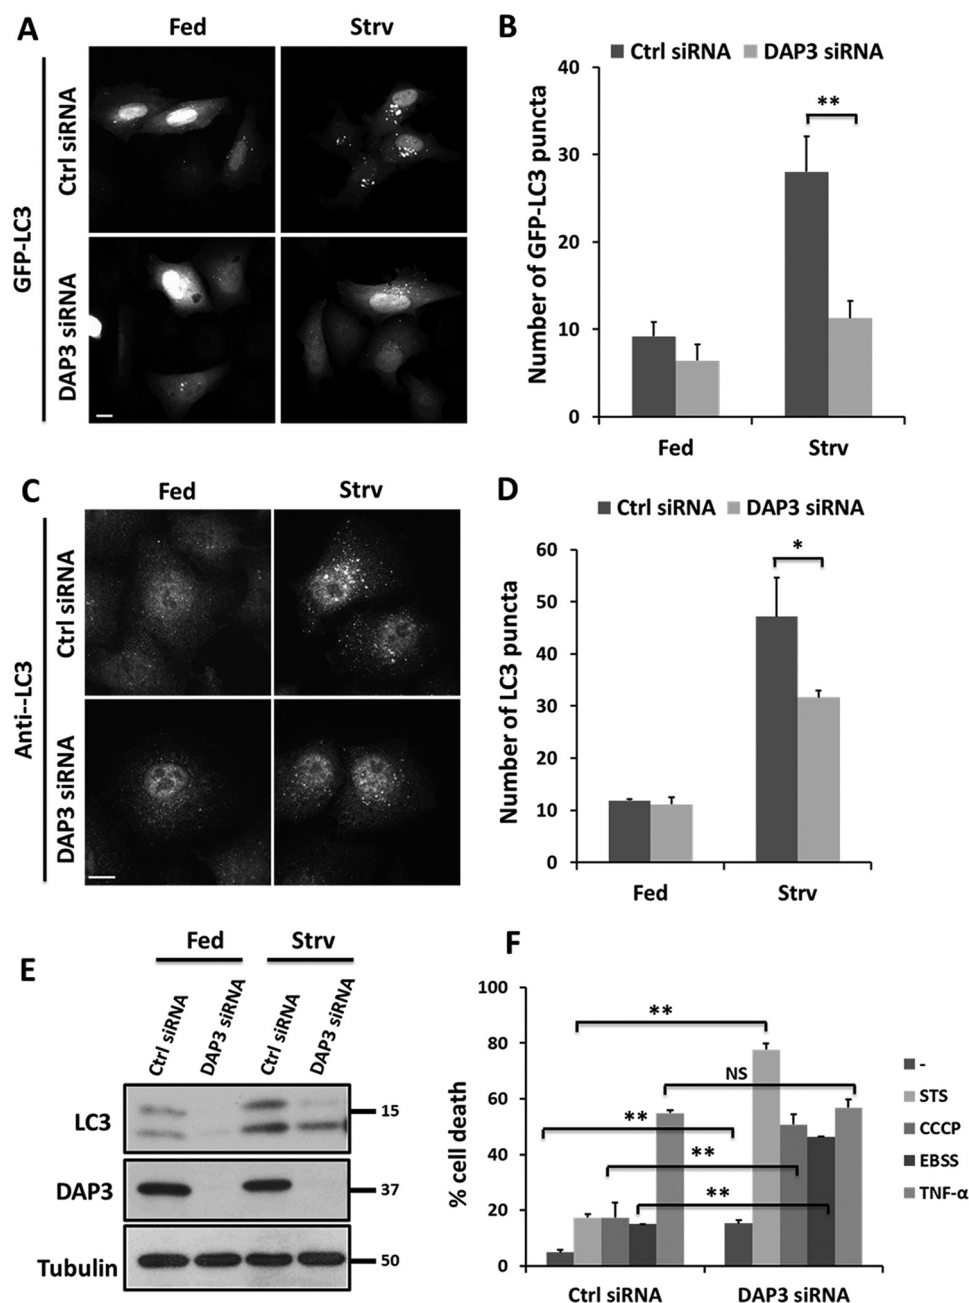 A
Fed
Strv
GFP-LC3
Ctrl siRNA
DAP3 siRNA
B
Ctrl siRNA
DAP3 siRNA
Number of GFP-LC3 puncta
40
30
20
10
0
**
Fed
Strv
C
Fed
Strv
Anti--LC3
Ctrl siRNA
DAP3 siRNA
D
Ctrl siRNA
DAP3 siRNA
Number of LC3 puncta
60
50
40
30
20
10
0
*
Fed
Strv
E
Fed
Strv
Ctrl siRNA
DAP3 siRNA
Ctrl siRNA
DAP3 siRNA
LC3
15
DAP3
37
Tubulin
50
F
% cell death
100
80
60
40
20
0
**
NS
**
**
**
Ctrl siRNA
DAP3 siRNA
-
STS
CCCP
EBSS
TNF-α